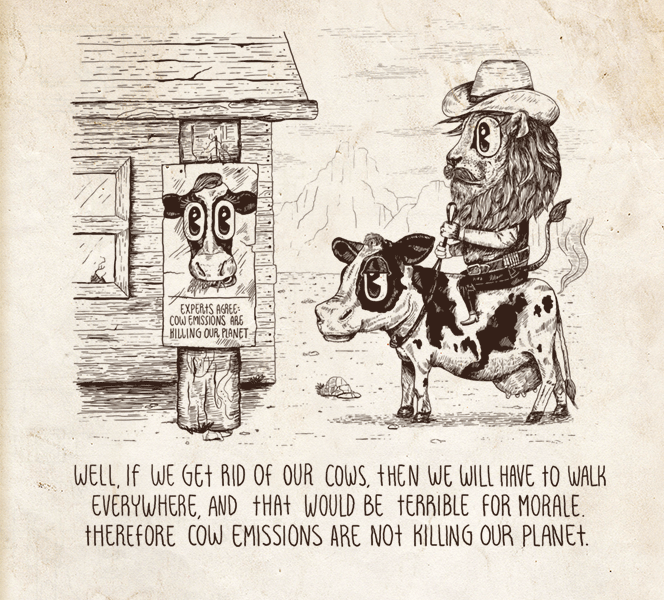 EXPERTS AGREE:
COW EMISSIONS ARE
KILLING OUR PLANET
WELL, IF WE GET RID OF OUR COWS, THEN WE WILL HAVE TO WALK
EVERYWHERE, AND THAT WOULD BE TERRIBLE FOR MORALE.
THEREFORE COW EMISSIONS ARE NOT KILLING OUR PLANET.